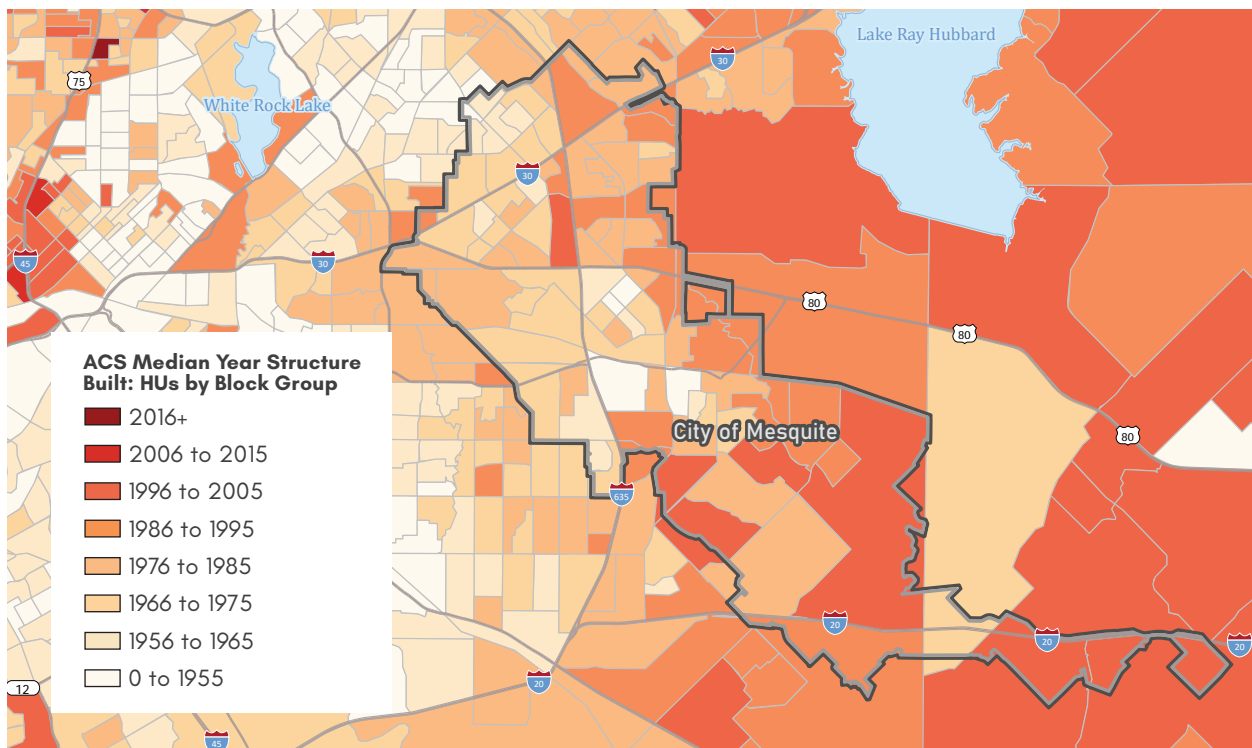 Lake Ray Hubbard
30
75
White Rock Lake
30
45
30
80
80
ACS Median Year Structure
Built: HUs by Block Group
2016+
2006 to 2015
1996 to 2005
1986 to 1995
1976 to 1985
1966 to 1975
1956 to 1965
0 to 1955
City of Mesquite
80
635
20
20
20
20
12
45